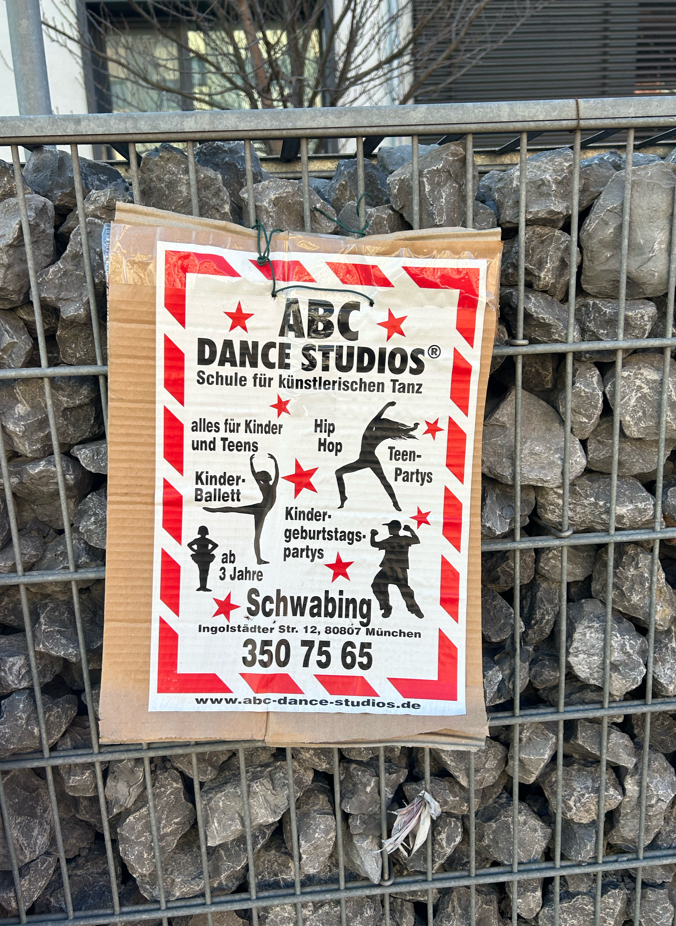 ABC
DANCE STUDIOS®
Schule für künstlerischen Tanz
alles für Kinder
und Teens
Hip
Hop
Teen-
Partys
Kinder-
Ballett
Kinder-
geburtstags-
partys
ab
3 Jahre
Schwabing
Ingolstädter Str. 12, 80807 München
350 75 65
www.abc-dance-studios.de